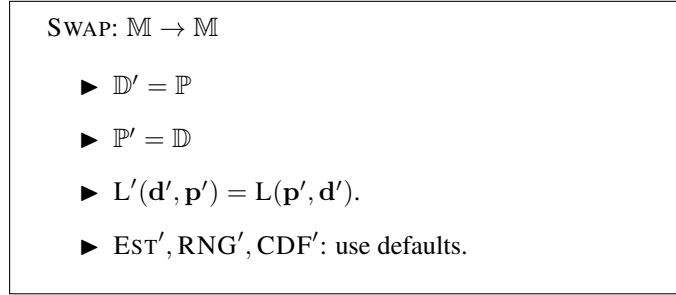 SWAP: 𝕄 → 𝕄
► 𝔻′ = ℙ
► ℙ′ = 𝔻
► L′(𝐝′, 𝐩′) = L(𝐩′, 𝐝′).
► EST′, RNG′, CDF′: use defaults.